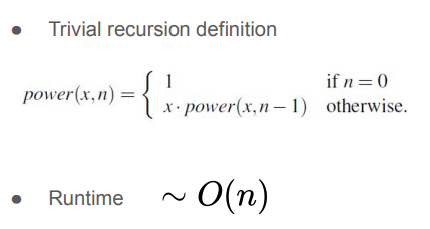 • Trivial recursion definition
power(x,n) = { 1 if n = 0
x · power(x,n − 1) otherwise.
• Runtime ∼ O(n)